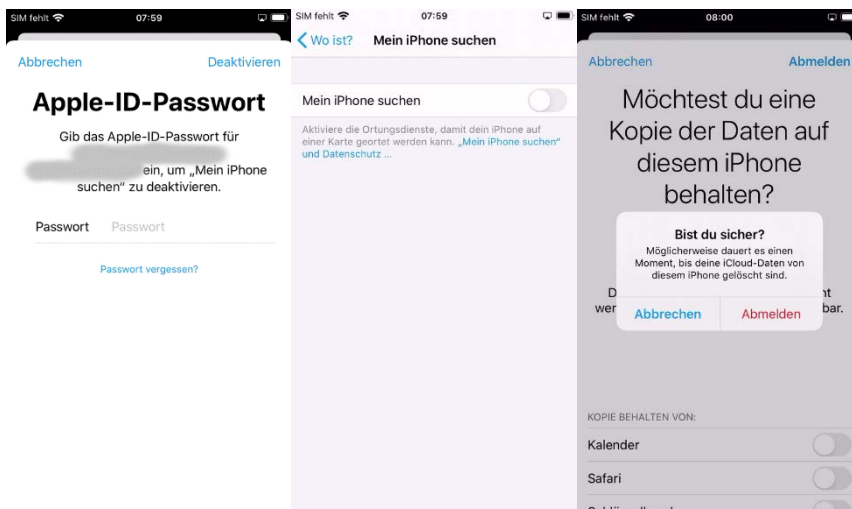 SIM fehlt 07:59
Abbrechen Deaktivieren
Apple-ID-Passwort
Gib das Apple-ID-Passwort für
ein, um „Mein iPhone
suchen“ zu deaktivieren.
Passwort Passwort
Passwort vergessen?
SIM fehlt 07:59
Wo ist? Mein iPhone suchen
Mein iPhone suchen
Aktiviere die Ortungsdienste, damit dein iPhone auf
einer Karte geortet werden kann. „Mein iPhone suchen“
und Datenschutz ...
SIM fehlt 08:00
Abbrechen Abmelden
Möchtest du eine
Kopie der Daten auf
diesem iPhone
behalten?
Bist du sicher?
Möglicherweise dauert es einen
Moment, bis deine iCloud-Daten von
diesem iPhone gelöscht sind.
Abbrechen Abmelden
KOPIE BEHALTEN VON:
Kalender
Safari